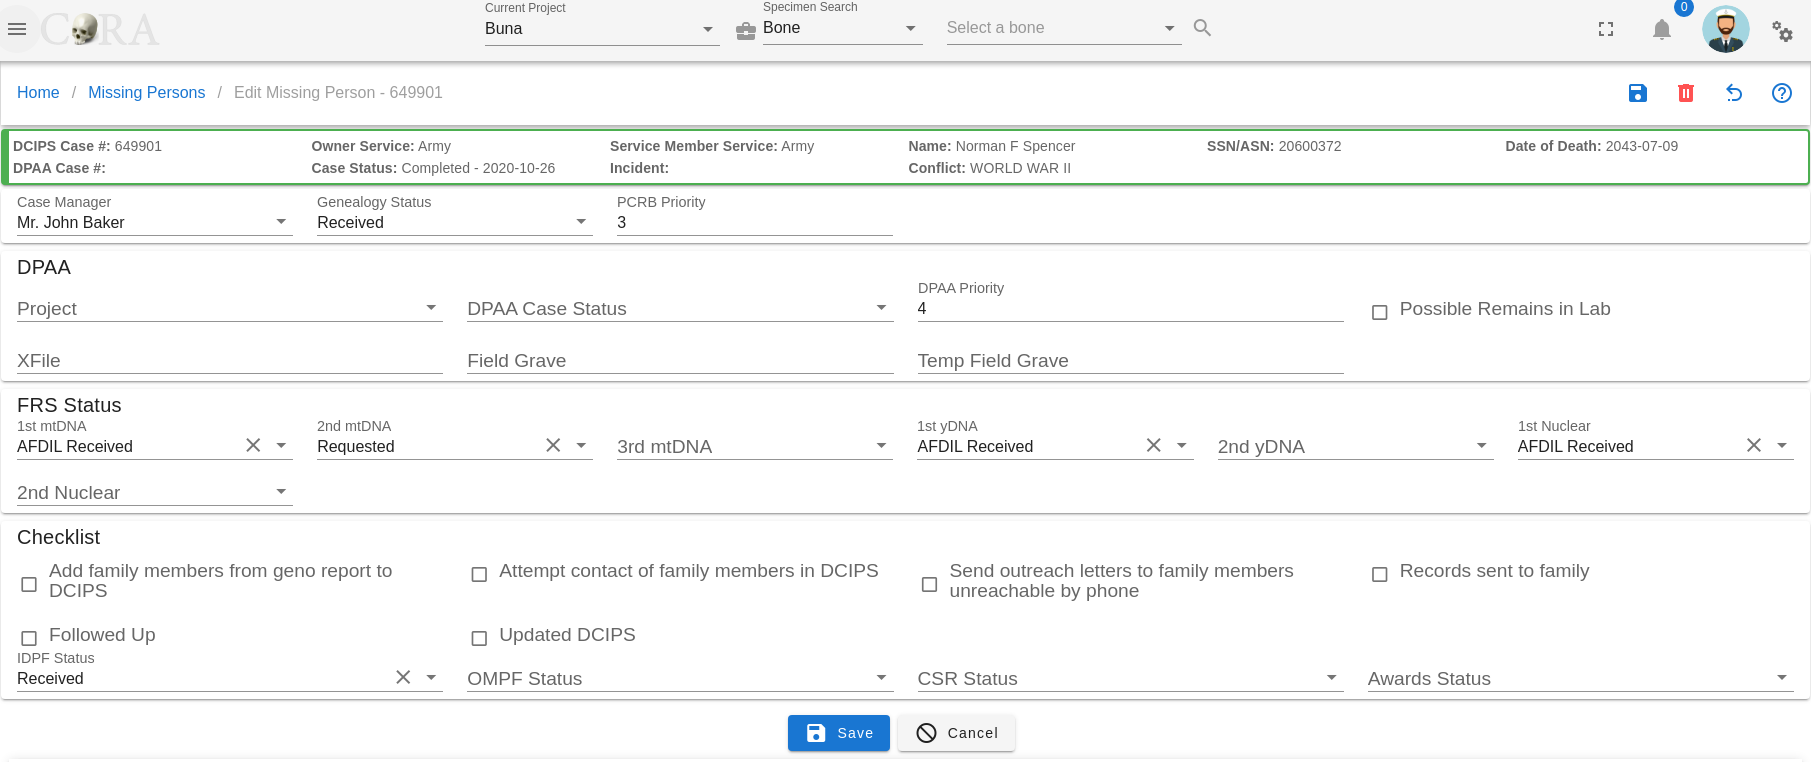 CORA
Current Project
Buna
Specimen Search
Bone
Select a bone
0
Home / Missing Persons / Edit Missing Person - 649901
DCIPS Case #: 649901
Owner Service: Army
Service Member Service: Army
Name: Norman F Spencer
SSN/ASN: 20600372
Date of Death: 2043-07-09
DPAA Case #:
Case Status: Completed - 2020-10-26
Incident:
Conflict: WORLD WAR II
Case Manager
Mr. John Baker
Genealogy Status
Received
PCRB Priority
3
DPAA
Project
DPAA Case Status
DPAA Priority
4
Possible Remains in Lab
XFile
Field Grave
Temp Field Grave
FRS Status
1st mtDNA
AFDIL Received
2nd mtDNA
Requested
3rd mtDNA
1st yDNA
AFDIL Received
2nd yDNA
1st Nuclear
AFDIL Received
2nd Nuclear
Checklist
Add family members from geno report to
DCIPS
Attempt contact of family members in DCIPS
Send outreach letters to family members
unreachable by phone
Records sent to family
Followed Up
Updated DCIPS
IDPF Status
Received
OMPF Status
CSR Status
Awards Status
Save
Cancel